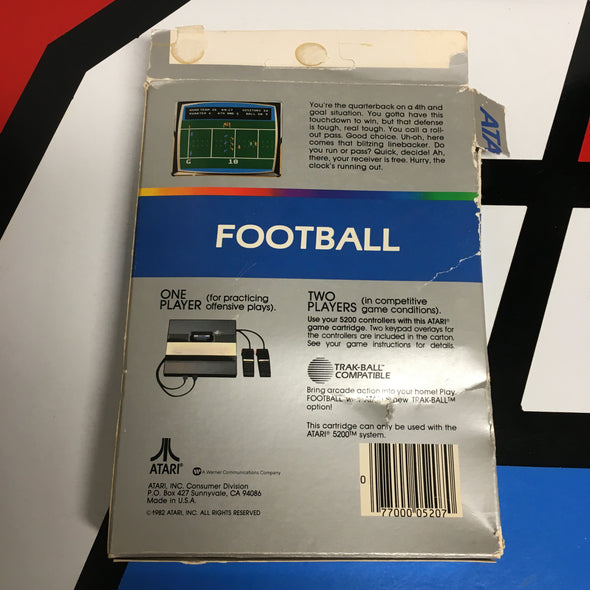 You're the quarterback on a 4th and
goal situation. You gotta have this
touchdown to win, but that defense
is tough, real tough. You call a roll-
out pass. Good choice. Uh-oh, here
comes that blitzing linebacker. Do
you run or pass? Quick, decide! Ah,
there, your receiver is free. Hurry, the
clock's running out.
G 10
ATA
FOOTBALL
ONE
PLAYER (for practicing
offensive plays).
TWO
PLAYERS (in competitive
game conditions).
Use your 5200 controllers with this ATARI®
game cartridge. Two keypad overlays for
the controllers are included in the carton.
See your game instructions for details.
TRAK-BALL™
COMPATIBLE
Bring arcade action into your home! Play
FOOTBALL new TRAK-BALL™
option!
This cartridge can only be used with the
ATARI® 5200™ system.
ATARI®
A Warner Communications Company
ATARI, INC. Consumer Division
P.O. Box 427 Sunnyvale, CA 94086
Made in U.S.A.
©1982 ATARI, INC. ALL RIGHTS RESERVED
0 77000 05207